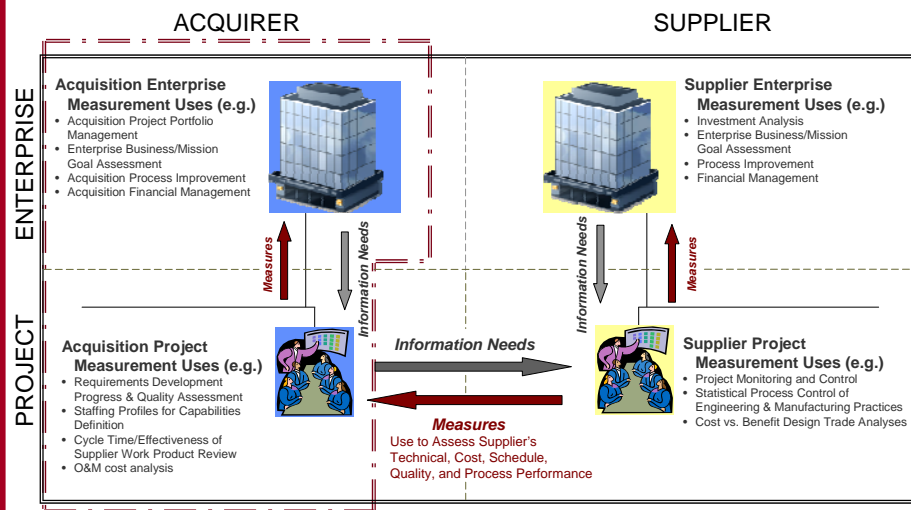 ACQUIRER
SUPPLIER
ENTERPRISE
Acquisition Enterprise
Measurement Uses (e.g.)
• Acquisition Project Portfolio
Management
• Enterprise Business/Mission
Goal Assessment
• Acquisition Process Improvement
• Acquisition Financial Management
Supplier Enterprise
Measurement Uses (e.g.)
• Investment Analysis
• Enterprise Business/Mission
Goal Assessment
• Process Improvement
• Financial Management
Measures
Information Needs
Information Needs
Measures
PROJECT
Acquisition Project
Measurement Uses (e.g.)
• Requirements Development
Progress & Quality Assessment
• Staffing Profiles for Capabilities
Definition
• Cycle Time/Effectiveness of
Supplier Work Product Review
• O&M cost analysis
Information Needs
Measures
Use to Assess Supplier's
Technical, Cost, Schedule,
Quality, and Process Performance
Supplier Project
Measurement Uses (e.g.)
• Project Monitoring and Control
• Statistical Process Control of
Engineering & Manufacturing Practices
• Cost vs. Benefit Design Trade Analyses